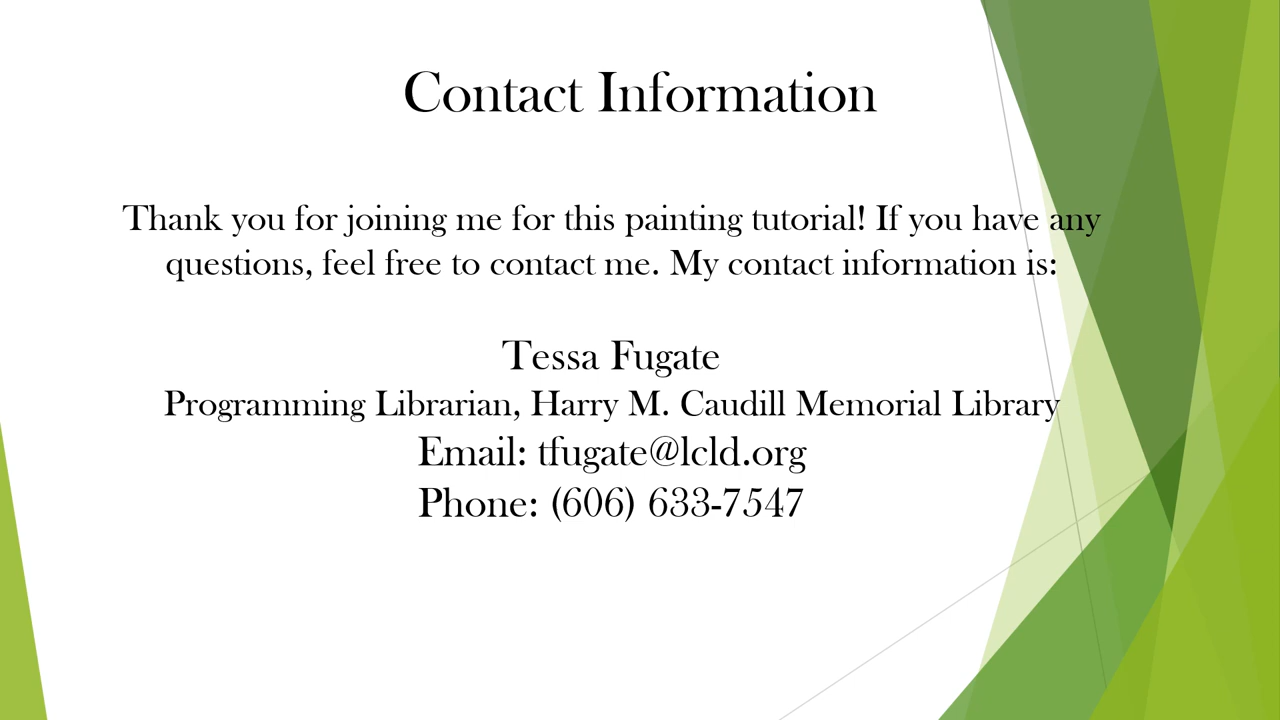 Contact Information
Thank you for joining me for this painting tutorial! If you have any
questions, feel free to contact me. My contact information is:
Tessa Fugate
Programming Librarian, Harry M. Caudill Memorial Library
Email: tfugate@lcld.org
Phone: (606) 633-7547